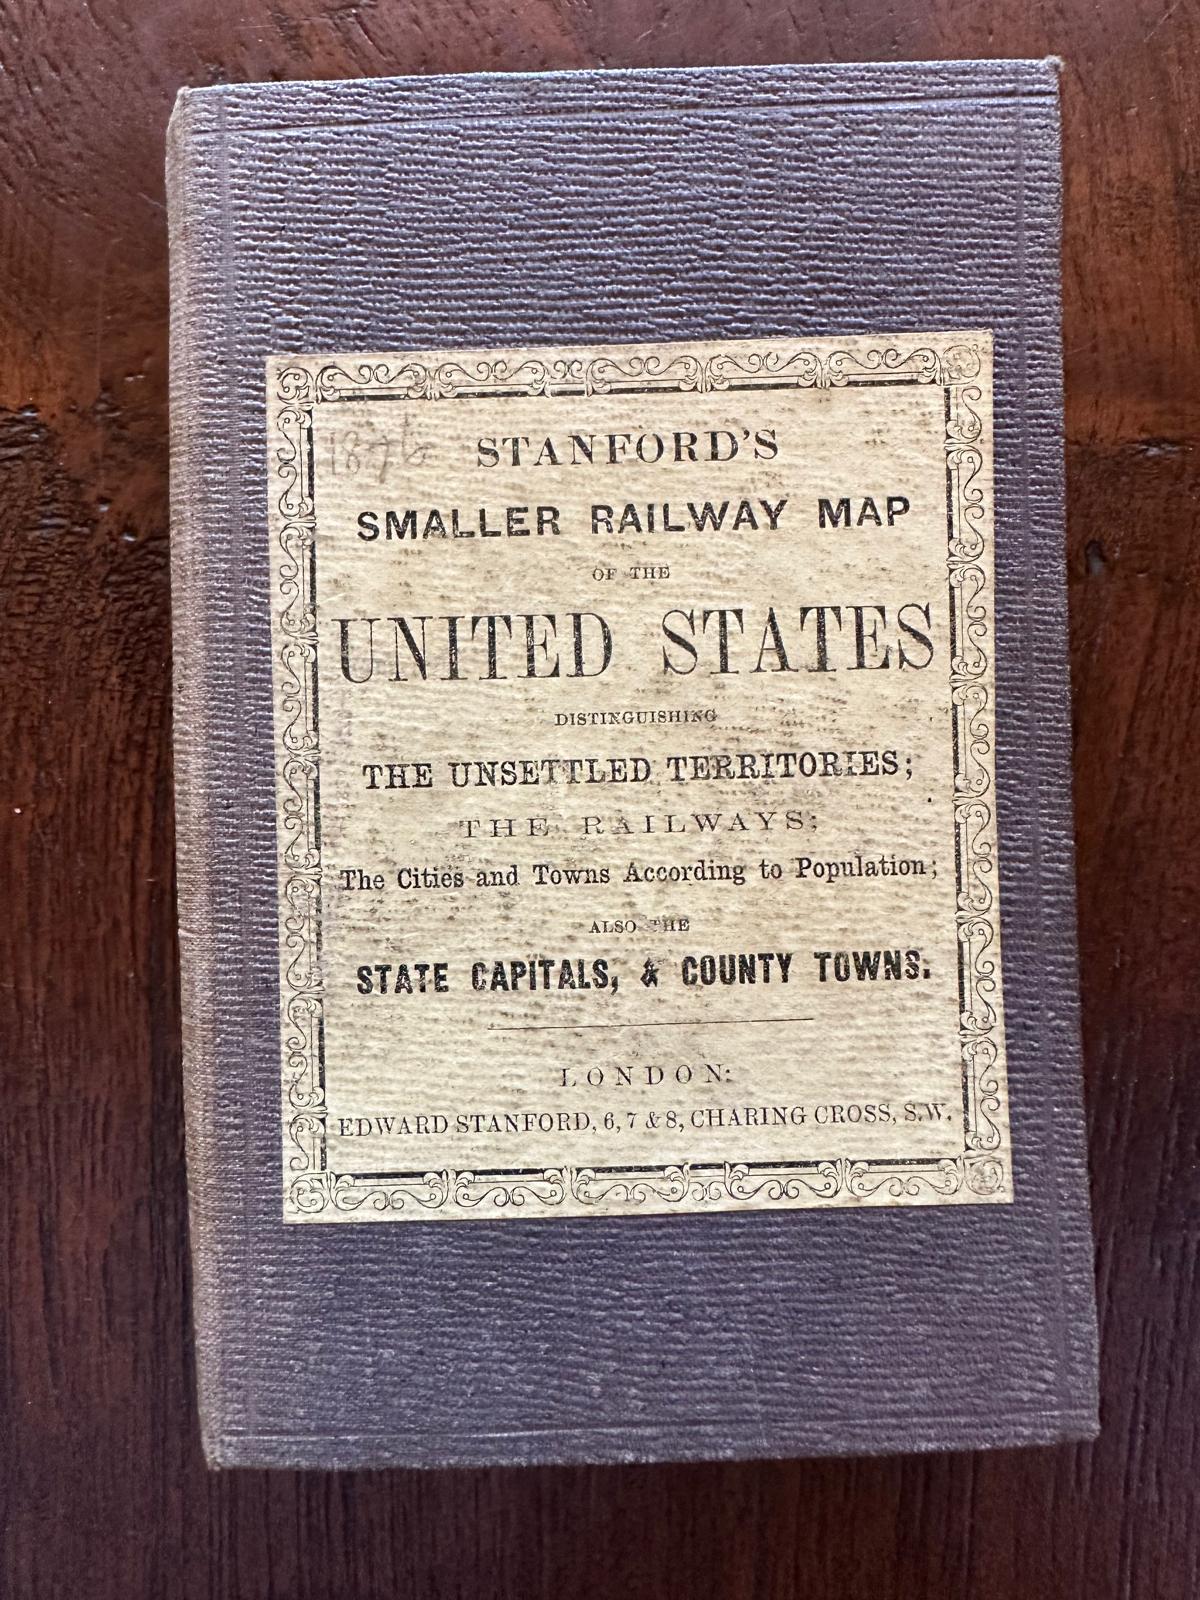 1876
STANFORD'S
SMALLER RAILWAY MAP
OF THE
UNITED STATES
DISTINGUISHING
THE UNSETTLED TERRITORIES;
THE RAILWAYS;
The Cities and Towns According to Population;
ALSO THE
STATE CAPITALS, & COUNTY TOWNS.
LONDON:
EDWARD STANFORD, 6, 7 & 8, CHARING CROSS, S.W.